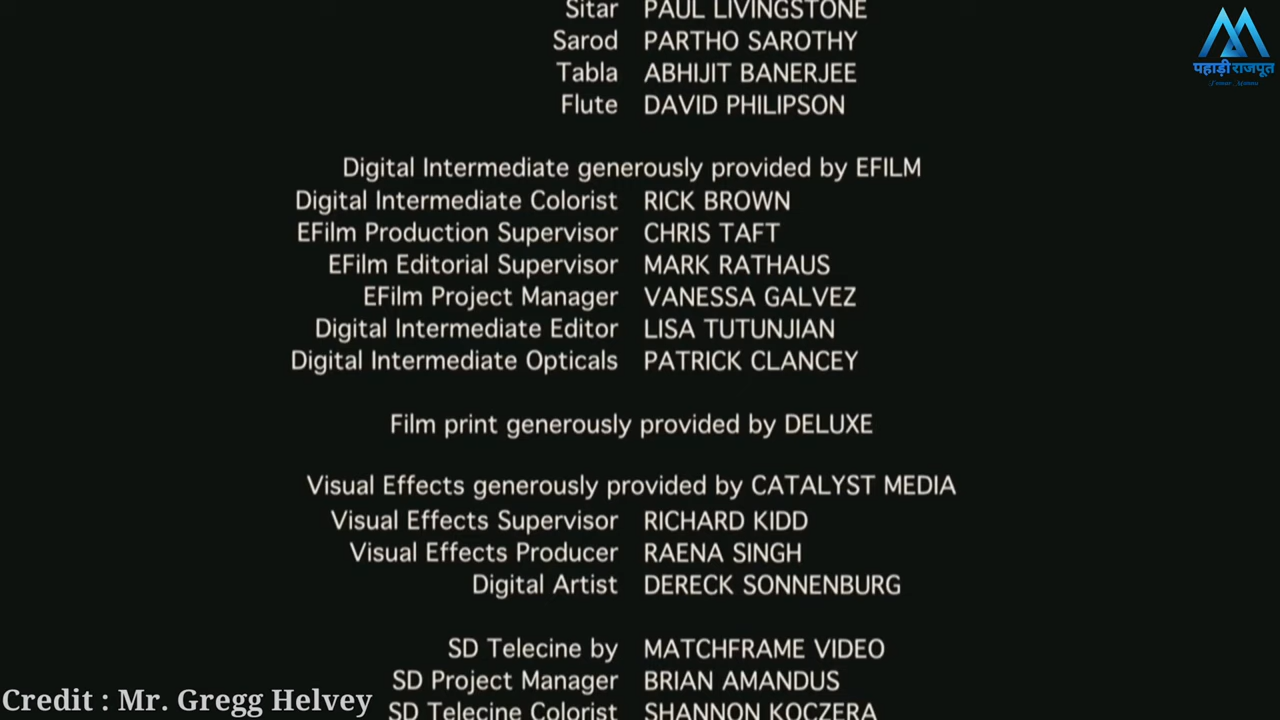 Sitar PAUL LIVINGSTONE
Sarod PARTHO SAROTHY
Tabla ABHIJIT BANERJEE
Flute DAVID PHILIPSON
Digital Intermediate generously provided by EFILM
Digital Intermediate Colorist RICK BROWN
EFilm Production Supervisor CHRIS TAFT
EFilm Editorial Supervisor MARK RATHAUS
EFilm Project Manager VANESSA GALVEZ
Digital Intermediate Editor LISA TUTUNJIAN
Digital Intermediate Opticals PATRICK CLANCEY
Film print generously provided by DELUXE
Visual Effects generously provided by CATALYST MEDIA
Visual Effects Supervisor RICHARD KIDD
Visual Effects Producer RAENA SINGH
Digital Artist DERECK SONNENBURG
SD Telecine by MATCHFRAME VIDEO
SD Project Manager BRIAN AMANDUS
SD Telecine Colorist SHANNON KOCZERA
Credit : Mr. Gregg Helvey
पहाड़ी राजपूत